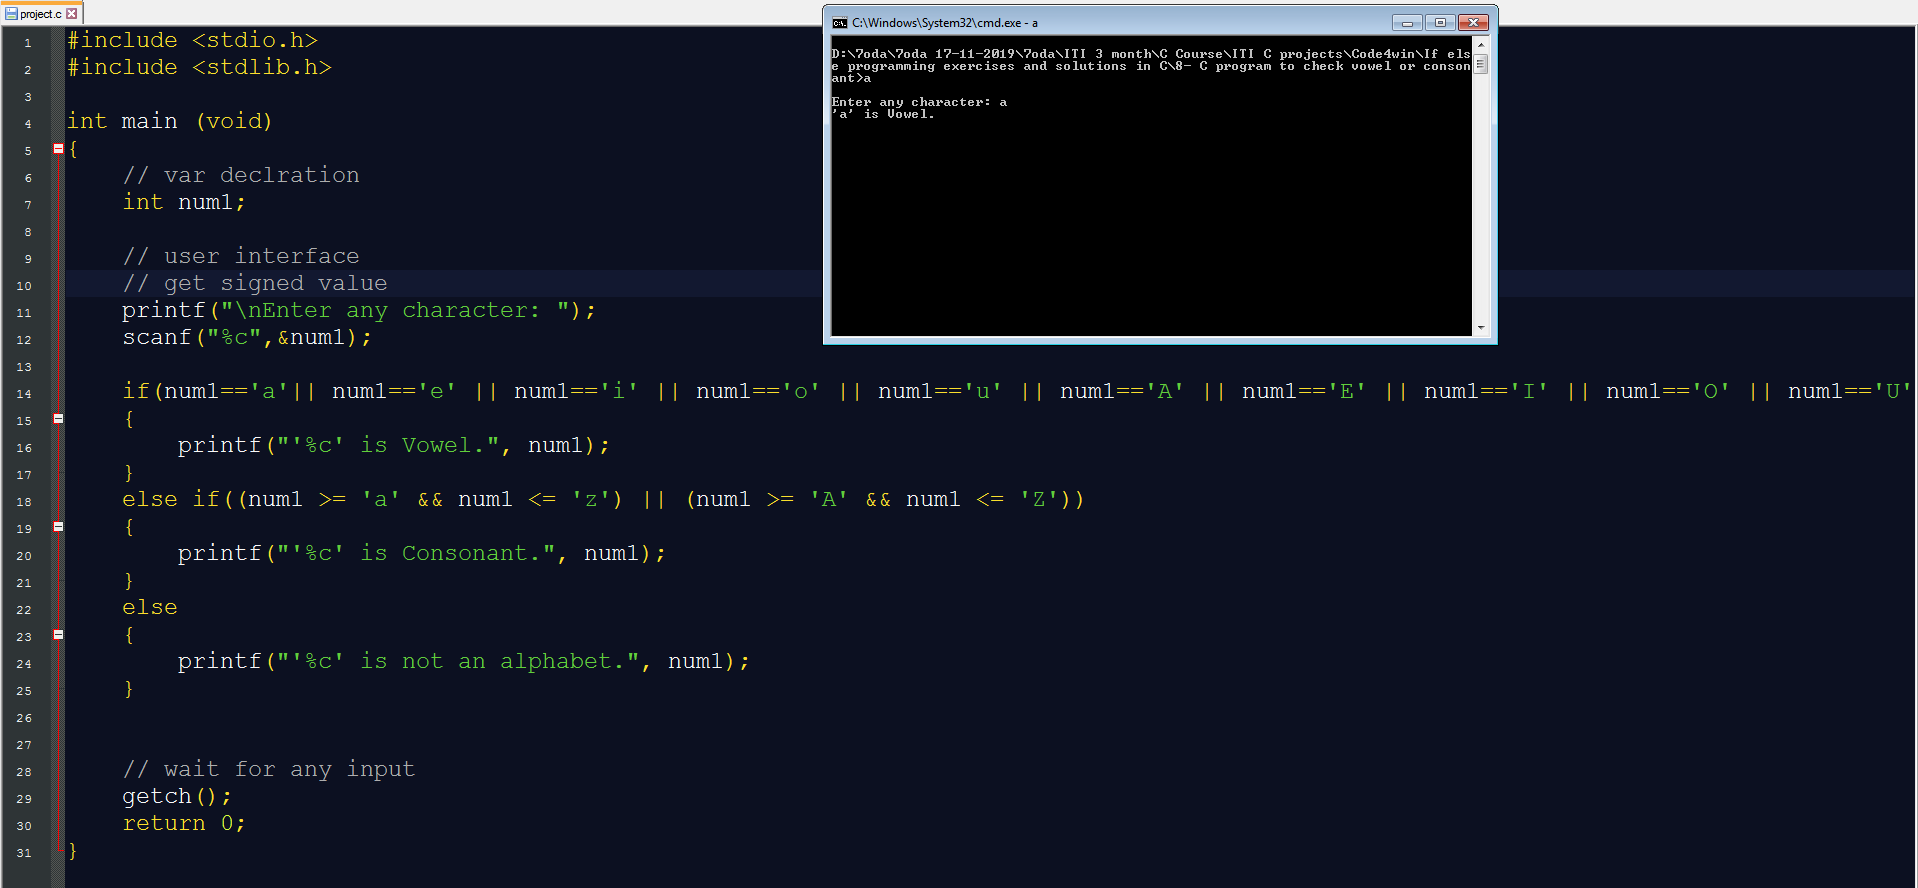 project.c
1 #include <stdio.h>
2 #include <stdlib.h>
3
4 int main (void)
5 {
6     // var declration
7     int num1;
8
9     // user interface
10     // get signed value
11     printf("\nEnter any character: ");
12     scanf("%c",&num1);
13
14     if(num1=='a'|| num1=='e' || num1=='i' || num1=='o' || num1=='u' || num1=='A' || num1=='E' || num1=='I' || num1=='O' || num1=='U'
15     {
16         printf("'%c' is Vowel.", num1);
17     }
18     else if((num1 >= 'a' && num1 <= 'z') || (num1 >= 'A' && num1 <= 'Z'))
19     {
20         printf("'%c' is Consonant.", num1);
21     }
22     else
23     {
24         printf("'%c' is not an alphabet.", num1);
25     }
26
27
28     // wait for any input
29     getch();
30     return 0;
31 }
C:\Windows\System32\cmd.exe - a
D:\7oda\7oda 17-11-2019\7oda\ITI 3 month\C Course\ITI C projects\Code4win\If els
e programming exercises and solutions in C\8- C program to check vowel or conson
ant>a
Enter any character: a
'a' is Vowel.